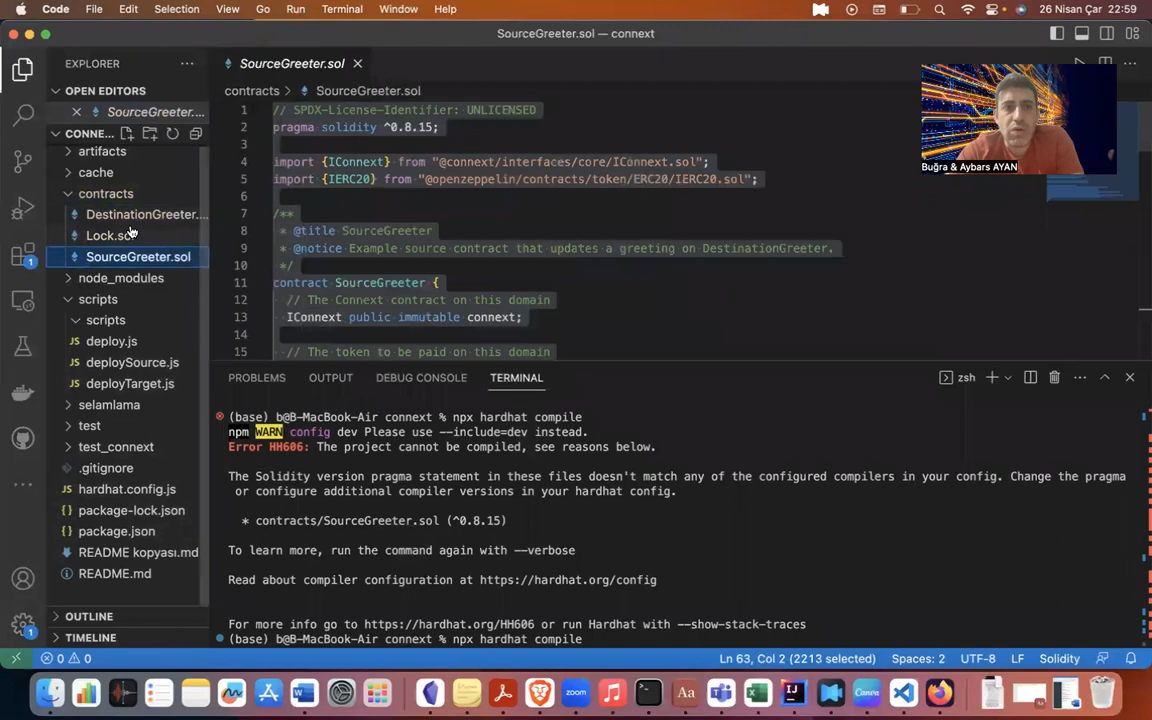 Code File Edit Selection View Go Run Terminal Window Help 26 Nisan Çar 22:59
SourceGreeter.sol — connext
EXPLORER
OPEN EDITORS
SourceGreeter....
CONNE...
artifacts
cache
contracts
DestinationGreeter....
Lock.sol
SourceGreeter.sol
node_modules
scripts
scripts
deploy.js
deploySource.js
deployTarget.js
selamlama
test
test_connext
.gitignore
hardhat.config.js
package-lock.json
package.json
README kopyası.md
README.md
OUTLINE
TIMELINE
SourceGreeter.sol
contracts > SourceGreeter.sol
1 // SPDX-License-Identifier: UNLICENSED
2 pragma solidity ^0.8.15;
3
4 import {IConnext} from "@connext/interfaces/core/IConnext.sol";
5 import {IERC20} from "@openzeppelin/contracts/token/ERC20/IERC20.sol";
6
7 /**
8 * @title SourceGreeter
9 * @notice Example source contract that updates a greeting on DestinationGreeter.
10 */
11 contract SourceGreeter {
12 // The Connext contract on this domain
13 IConnext public immutable connext;
14
15 // The token to be paid on this domain
Buğra & Aybars AYAN
PROBLEMS OUTPUT DEBUG CONSOLE TERMINAL zsh
(base) b@B-MacBook-Air connext % npx hardhat compile
npm WARN config dev Please use --include=dev instead.
Error HH606: The project cannot be compiled, see reasons below.
The Solidity version pragma statement in these files doesn't match any of the configured compilers in your config. Change the pragma
or configure additional compiler versions in your hardhat config.
* contracts/SourceGreeter.sol (^0.8.15)
To learn more, run the command again with --verbose
Read about compiler configuration at https://hardhat.org/config
For more info go to https://hardhat.org/HH606 or run Hardhat with --show-stack-traces
(base) b@B-MacBook-Air connext % npx hardhat compile
0 0 Ln 63, Col 2 (2213 selected) Spaces: 2 UTF-8 LF Solidity